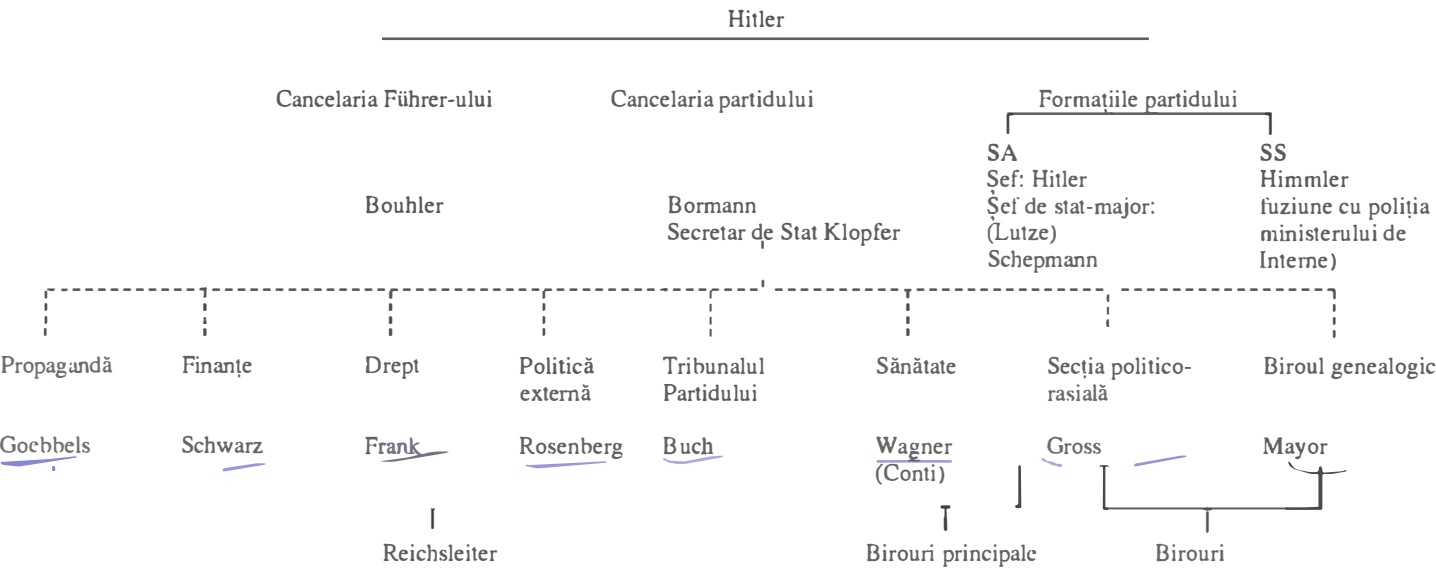 Hitler
Cancelaria Führer-ului
Cancelaria partidului
Formațiile partidului
Bouhler
Bormann
Secretar de Stat Klopfer
SA
Șef: Hitler
Șef de stat-major:
(Lutze)
Schepmann
SS
Himmler
fuziune cu poliția
ministerului de
Interne)
Propagandă
Finanțe
Drept
Politică
externă
Tribunalul
Partidului
Sănătate
Secția politico-
rasială
Biroul genealogic
Goebbels
Schwarz
Frank
Rosenberg
Buch
Wagner
(Conti)
Gross
Mayor
Reichsleiter
Birouri principale
Birouri